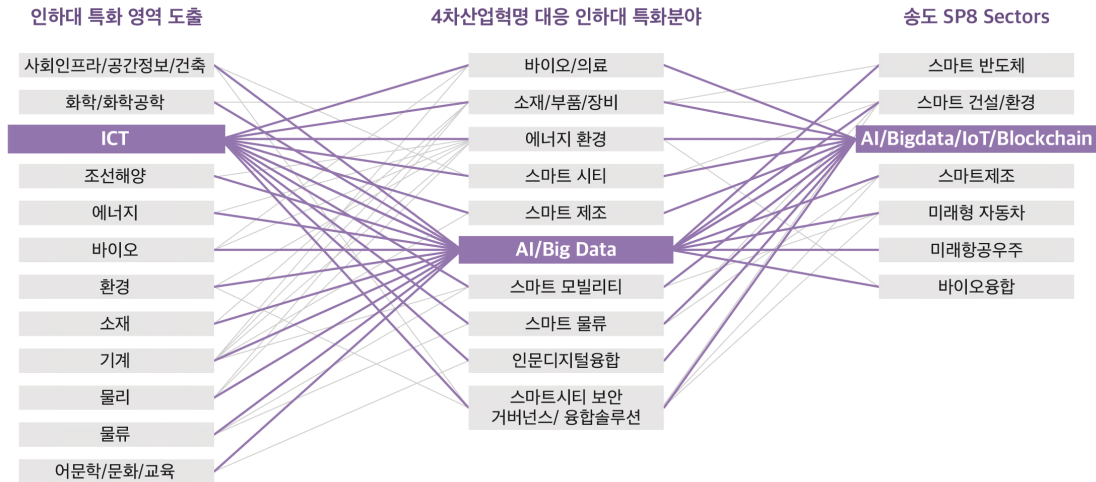 인하대 특화 영역 도출
사회인프라/공간정보/건축
화학/화학공학
ICT
조선해양
에너지
바이오
환경
소재
기계
물리
물류
어문학/문화/교육
4차산업혁명 대응 인하대 특화분야
바이오/의료
소재/부품/장비
에너지 환경
스마트 시티
스마트 제조
AI/Big Data
스마트 모빌리티
스마트 물류
인문디지털융합
스마트시티 보안
거버넌스/ 융합솔루션
송도 SP8 Sectors
스마트 반도체
스마트 건설/환경
AI/Bigdata/IoT/Blockchain
스마트제조
미래형 자동차
미래항공우주
바이오융합